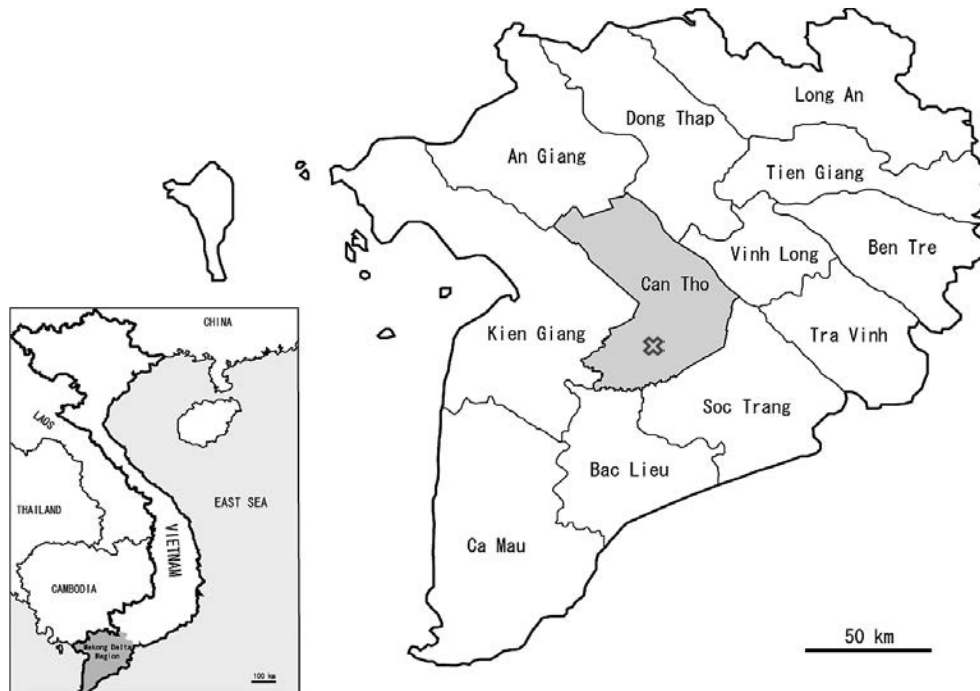 Long An
Dong Thap
An Giang
Tien Giang
Vinh Long
Ben Tre
Can Tho
Kien Giang
Tra Vinh
Soc Trang
Bac Lieu
Ca Mau
50 km
CHINA
LAOS
EAST SEA
THAILAND
VIETNAM
CAMBODIA
Mekong Delta
Region
100 km